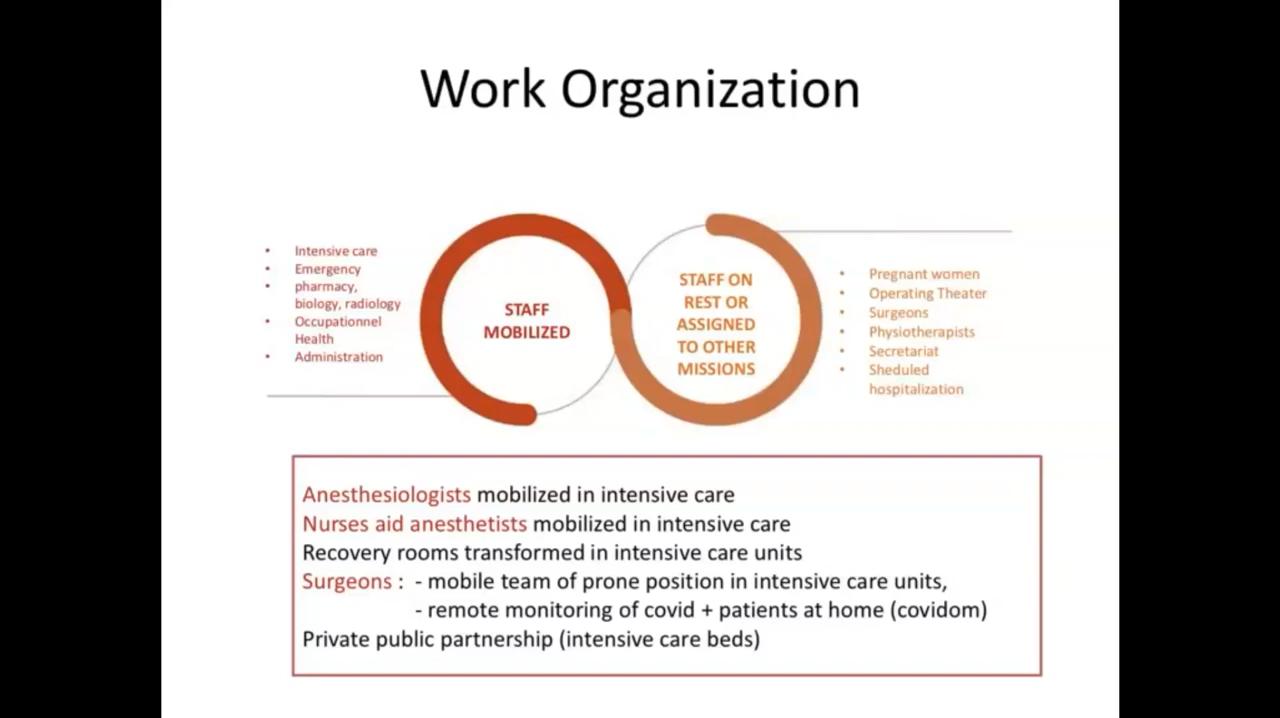 Work Organization
• Intensive care
• Emergency
• pharmacy,
biology, radiology
• Occupationnel
Health
• Administration
STAFF
MOBILIZED
STAFF ON
REST OR
ASSIGNED
TO OTHER
MISSIONS
• Pregnant women
• Operating Theater
• Surgeons
• Physiotherapists
• Secretariat
• Sheduled
hospitalization
Anesthesiologists mobilized in intensive care
Nurses aid anesthetists mobilized in intensive care
Recovery rooms transformed in intensive care units
Surgeons : - mobile team of prone position in intensive care units,
- remote monitoring of covid + patients at home (covidom)
Private public partnership (intensive care beds)